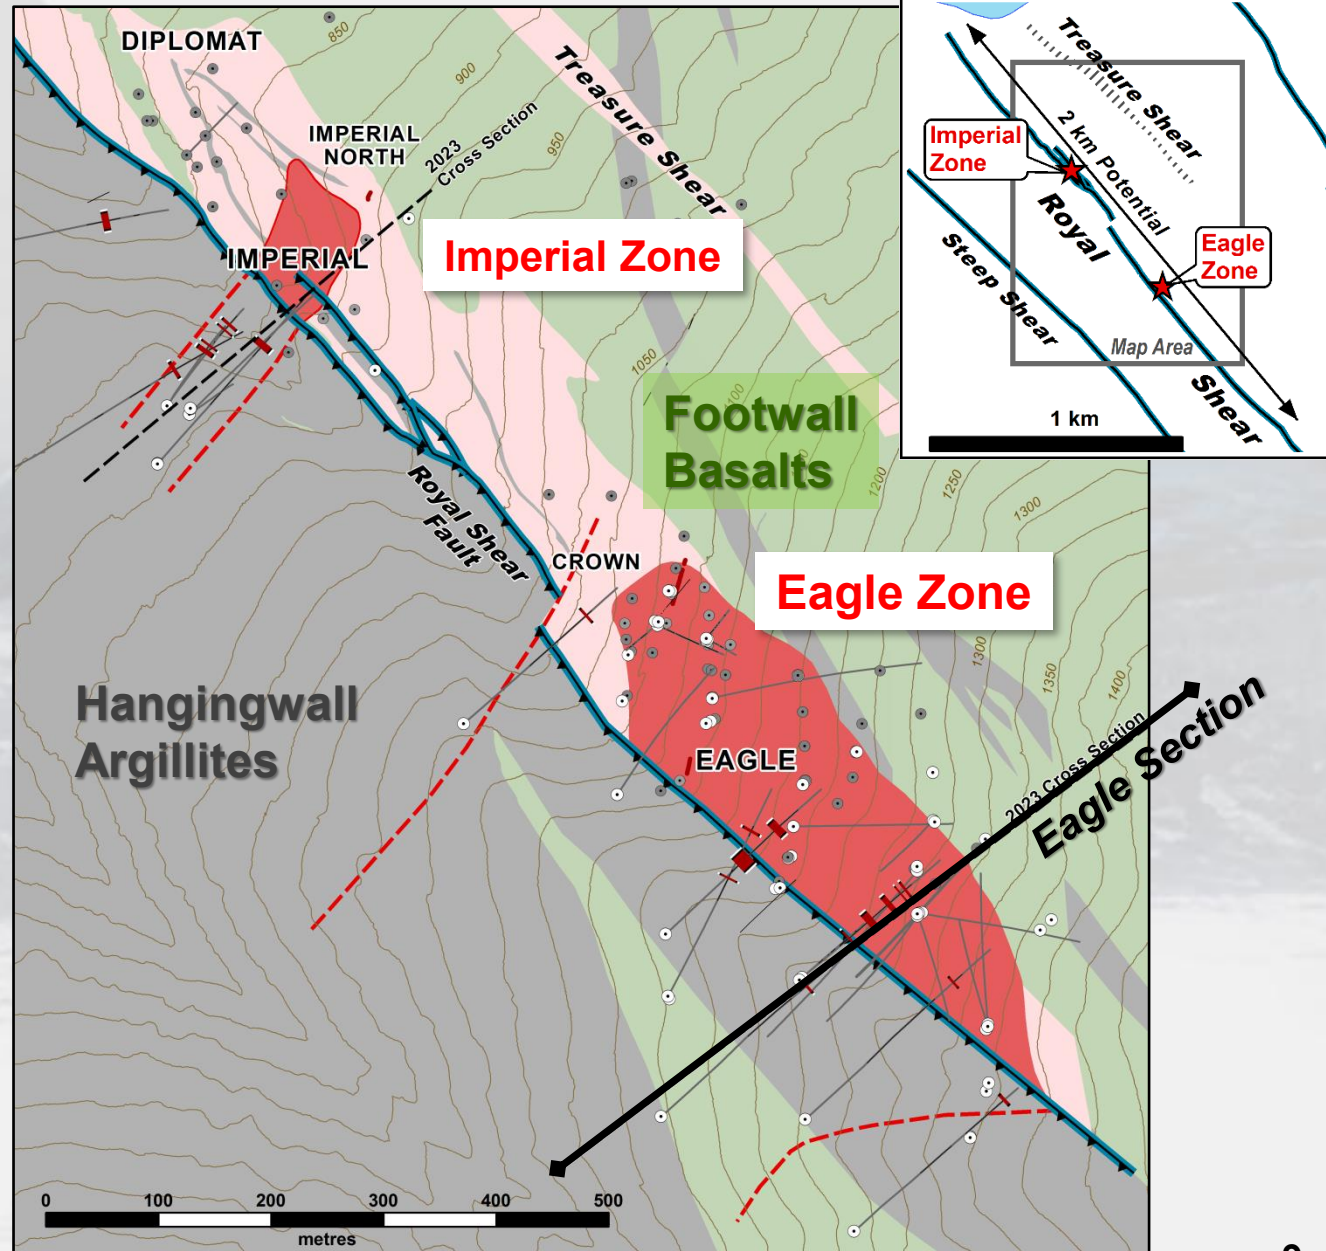 DIPLOMAT
850
900
950
IMPERIAL
NORTH
2023
Cross Section
Treasure Shear
IMPERIAL
Imperial Zone
1050
1100
Footwall
Basalts
1200
1250
1300
Royal Shear
Fault
CROWN
Eagle Zone
1300
1350
1400
Hangingwall
Argillites
EAGLE
2023 Cross Section
Eagle Section
0
100
200
300
400
500
metres
Treasure Shear
Imperial
Zone
2 km Potential
Royal
Shear
Eagle
Zone
Steep Shear
Map Area
1 km